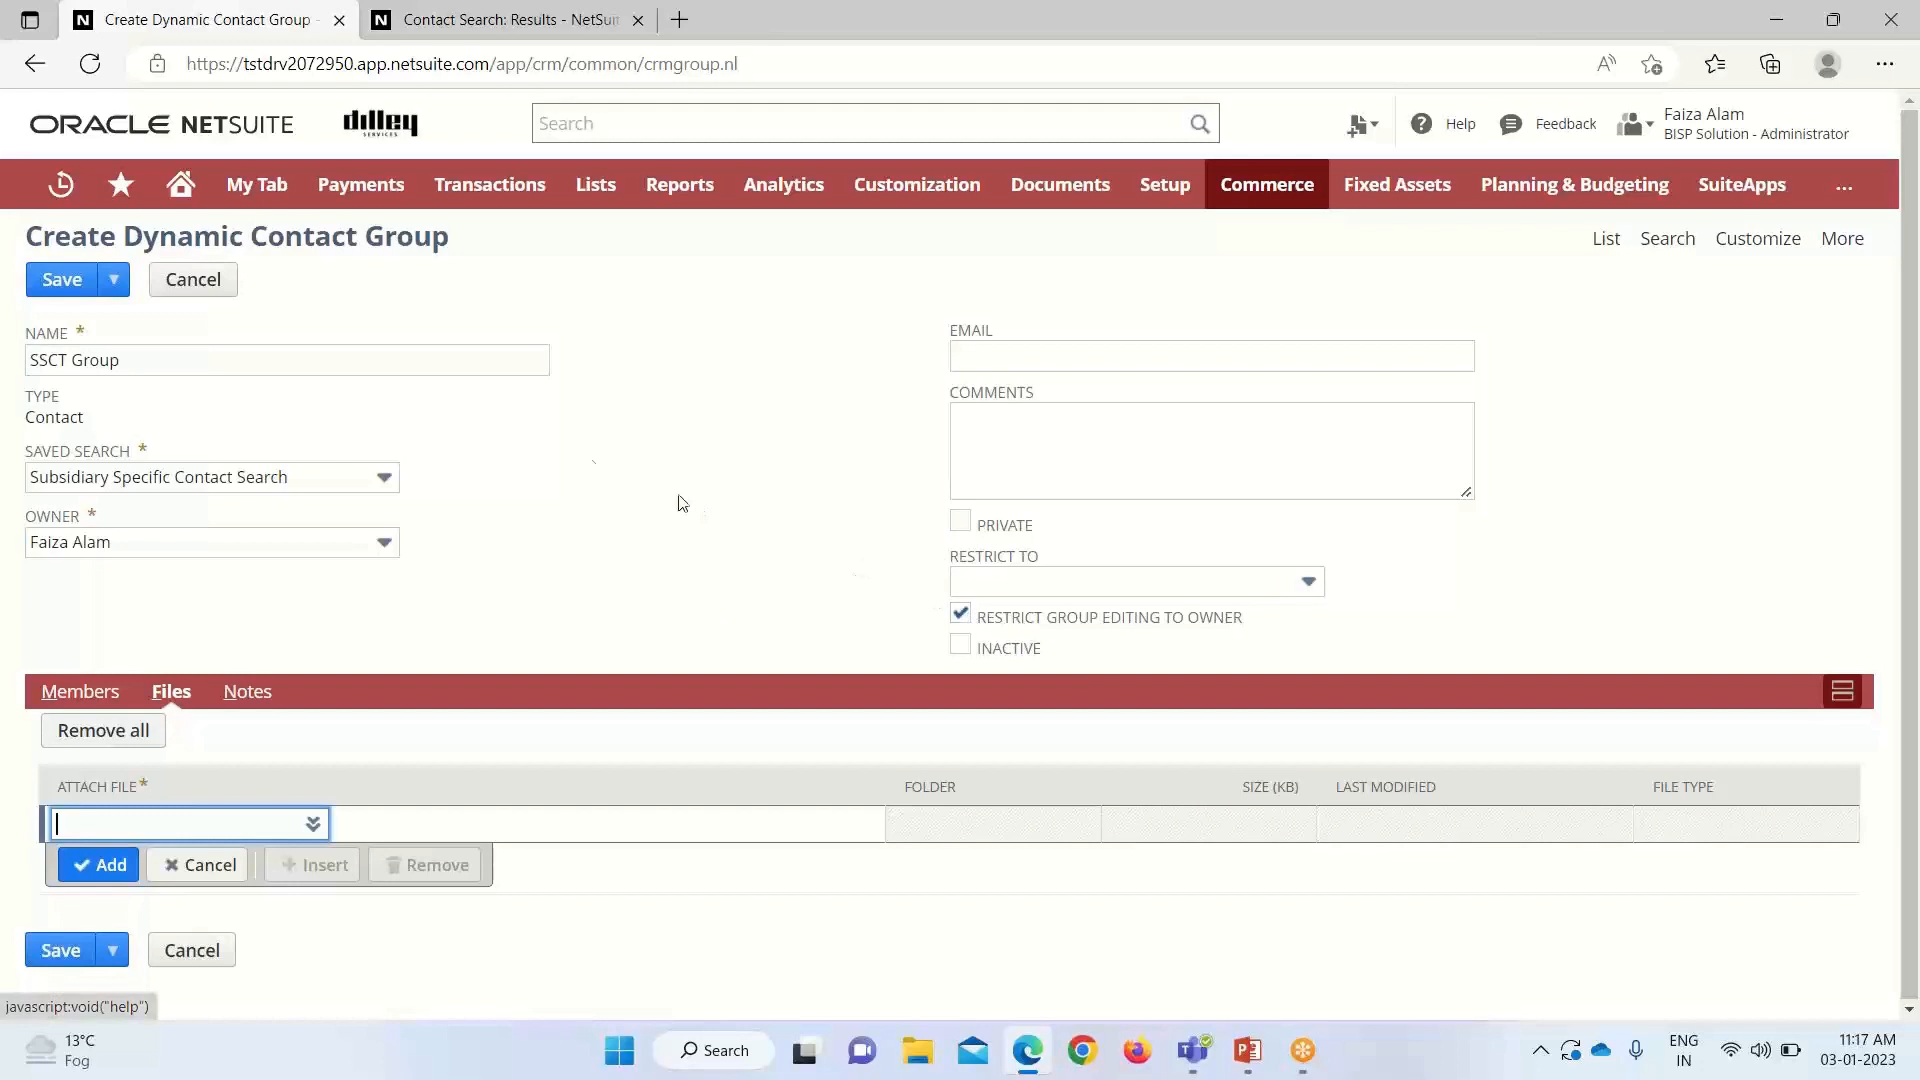 Create Dynamic Contact Group -
Contact Search: Results - NetSuit
https://tstdrv2072950.app.netsuite.com/app/crm/common/crmgroup.nl
ORACLE NETSUITE
dilley
SERVICES
Search
Help
Feedback
Faiza Alam
BISP Solution - Administrator
My Tab
Payments
Transactions
Lists
Reports
Analytics
Customization
Documents
Setup
Commerce
Fixed Assets
Planning & Budgeting
SuiteApps
...
Create Dynamic Contact Group
List
Search
Customize
More
Save
Cancel
NAME *
SSCT Group
TYPE
Contact
SAVED SEARCH *
Subsidiary Specific Contact Search
OWNER *
Faiza Alam
EMAIL
COMMENTS
PRIVATE
RESTRICT TO
RESTRICT GROUP EDITING TO OWNER
INACTIVE
Members
Files
Notes
Remove all
ATTACH FILE *
FOLDER
SIZE (KB)
LAST MODIFIED
FILE TYPE
Add
Cancel
Insert
Remove
Save
Cancel
javascript:void("help")
13°C
Fog
Search
ENG
IN
11:17 AM
03-01-2023